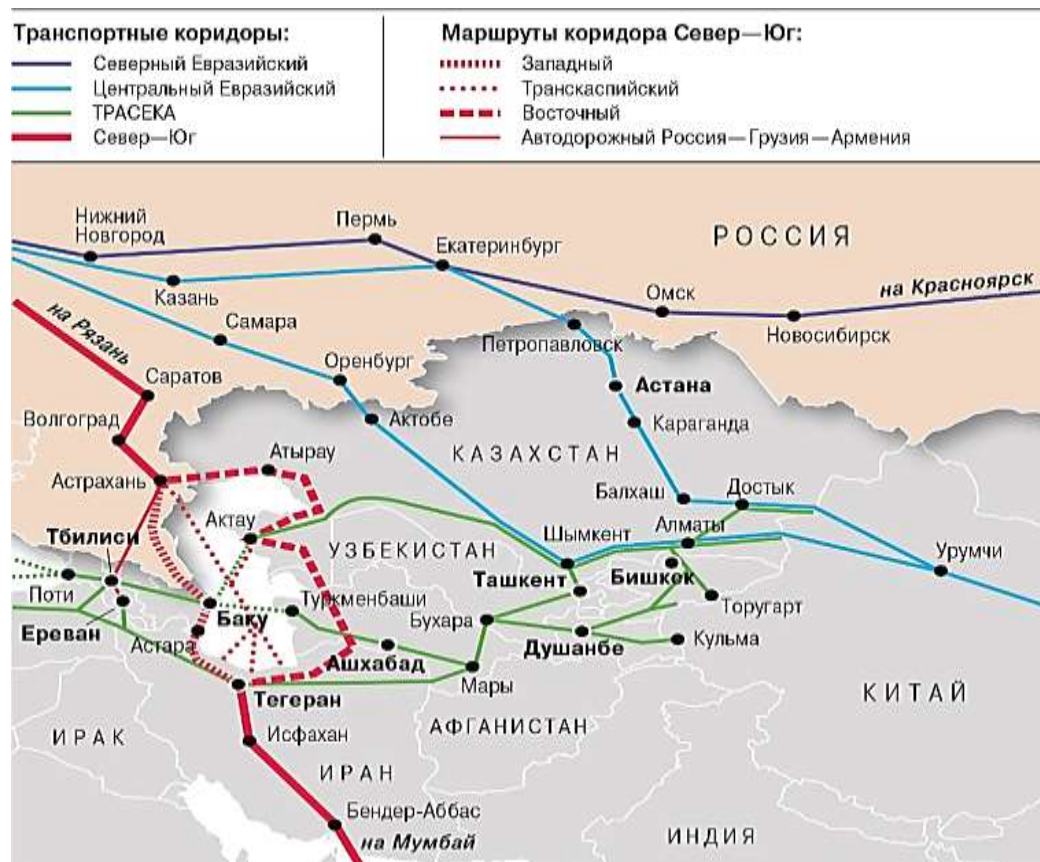 Транспортные коридоры:
Северный Евразийский
Центральный Евразийский
ТРАСЕКА
Север—Юг
Маршруты коридора Север—Юг:
Западный
Транскаспийский
Восточный
Автодорожный Россия—Грузия—Армения
Нижний
Новгород
Пермь
Екатеринбург
РОССИЯ
Казань
Омск
на Красноярск
Новосибирск
на Рязань
Самара
Петропавловск
Оренбург
Саратов
Астана
Волгоград
Актобе
Караганда
КАЗАХСТАН
Атырау
Астрахань
Балхаш
Достык
Актау
Алматы
Шымкент
УЗБЕКИСТАН
Тбилиси
Урумчи
Ташкент
Бишкек
Поти
Туркменбаши
Торугарт
Баку
Бухара
Ереван
Астара
Душанбе
Кульма
Ашхабад
Мары
Тегеран
КИТАЙ
АФГАНИСТАН
ИРАК
Исфахан
ИРАН
Бендер-Аббас
на Мумбай
ИНДИЯ